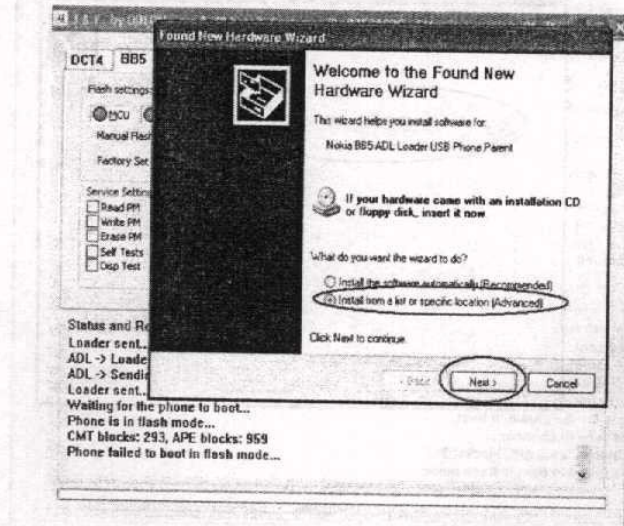 Found New Hardware Wizard
DCT4 BB5
Flash settings
MCU
Manual Flash
Factory Set
Service Setting
Read PM
Write PM
Erase PM
Self Tests
Disp Test
Welcome to the Found New
Hardware Wizard
This wizard helps you install software for:
Nokia BB5 ADL Loader USB Phone Parent
If your hardware came with an installation CD
or floppy disk, insert it now
What do you want the wizard to do?
Install the software automatically (Recommended)
Install from a list or specific location (Advanced)
Click Next to continue.
< Back Next > Cancel
Status and Re
Loader sent..
ADL -> Loade
ADL -> Sendi
Loader sent..
Waiting for the phone to boot...
Phone is in flash mode...
CMT blocks: 293, APE blocks: 959
Phone failed to boot in flash mode...